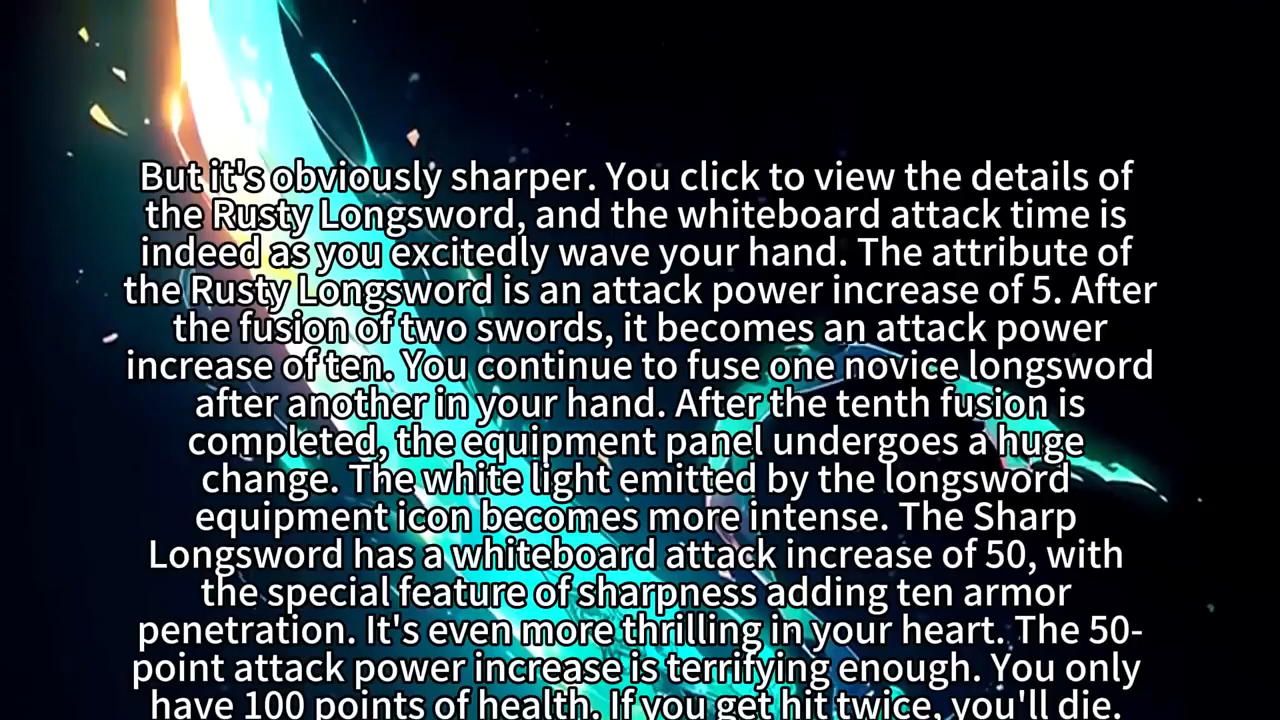 But it's obviously sharper. You click to view the details of
the Rusty Longsword, and the whiteboard attack time is
indeed as you excitedly wave your hand. The attribute of
the Rusty Longsword is an attack power increase of 5. After
the fusion of two swords, it becomes an attack power
increase of ten. You continue to fuse one novice longsword
after another in your hand. After the tenth fusion is
completed, the equipment panel undergoes a huge
change. The white light emitted by the longsword
equipment icon becomes more intense. The Sharp
Longsword has a whiteboard attack increase of 50, with
the special feature of sharpness adding ten armor
penetration. It's even more thrilling in your heart. The 50-
point attack power increase is terrifying enough. You only
have 100 points of health. If you get hit twice, you'll die.